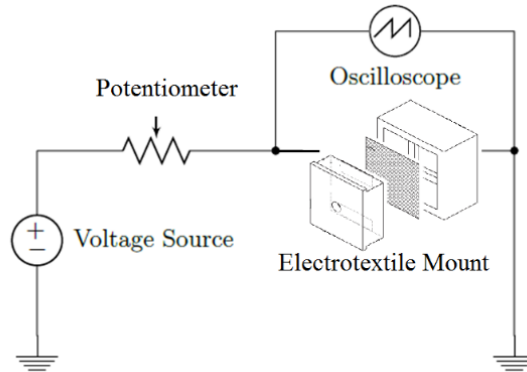 Oscilloscope
Potentiometer
+
−
Voltage Source
Electrotextile Mount